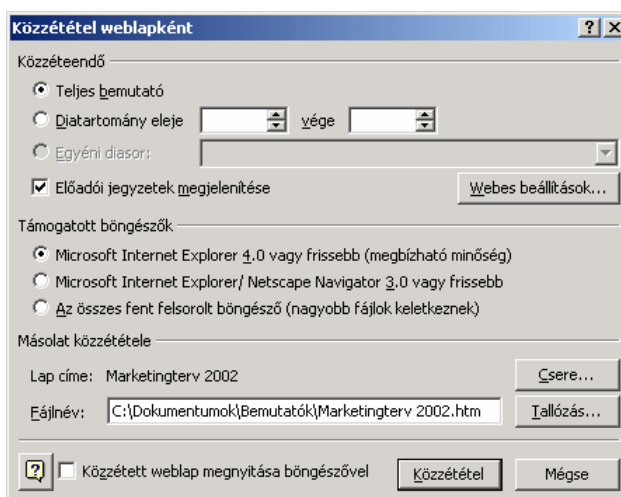 Közzététel weblapként
Közzéteendő
Teljes bemutató
Diatartomány eleje vége
Egyéni diasor:
Előadói jegyzetek megjelenítése Webes beállítások...
Támogatott böngészők
Microsoft Internet Explorer 4.0 vagy frissebb (megbízható minőség)
Microsoft Internet Explorer/ Netscape Navigator 3.0 vagy frissebb
Az összes fent felsorolt böngésző (nagyobb fájlok keletkeznek)
Másolat közzététele
Lap címe: Marketingterv 2002 Csere...
Fájlnév: C:\Dokumentumok\Bemutatók\Marketingterv 2002.htm Tallózás...
Közzétett weblap megnyitása böngészővel Közzététel Mégse